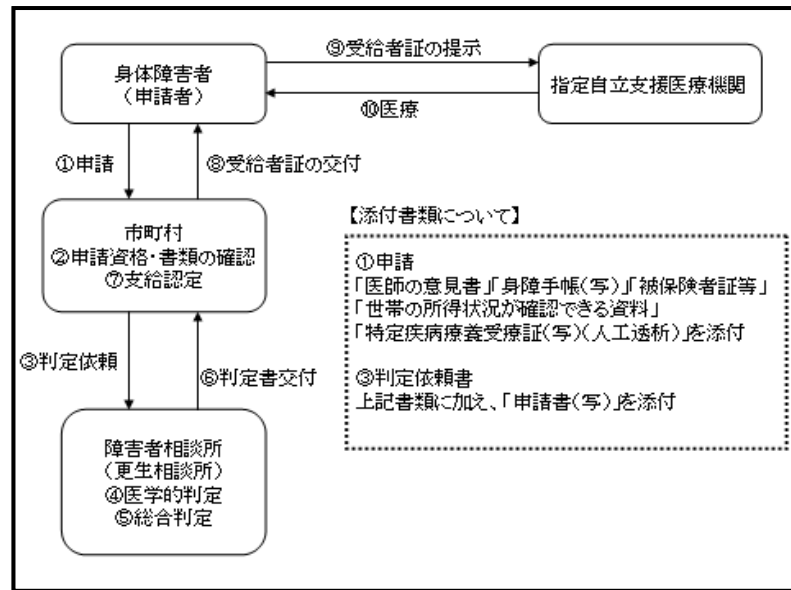 ⑨受給者証の提示
身体障害者
（申請者）
指定自立支援医療機関
⑩医療
①申請
⑧受給者証の交付
市町村
②申請資格・書類の確認
⑦支給認定
【添付書類について】
①申請
「医師の意見書」「身障手帳(写)」「被保険者証等」
「世帯の所得状況が確認できる資料」
「特定疾病療養受療証(写)(人工透析)」を添付
③判定依頼書
上記書類に加え、「申請書(写)」を添付
③判定依頼
⑥判定書交付
障害者相談所
（更生相談所）
④医学的判定
⑤総合判定